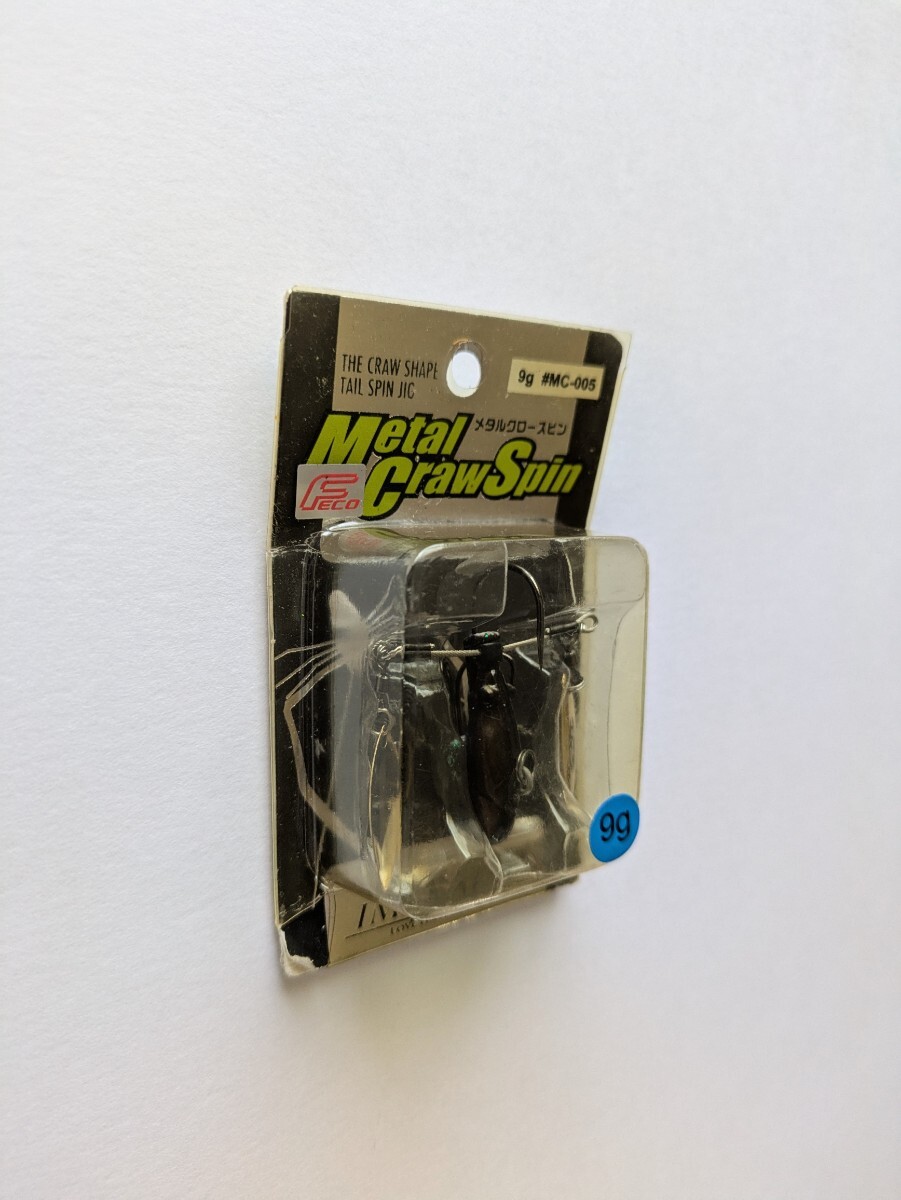 THE CRAW SHAPE
TAIL SPIN JIG
9g #MC-005
メタルクロースピン
Metal
CrawSpin
FECO
9g